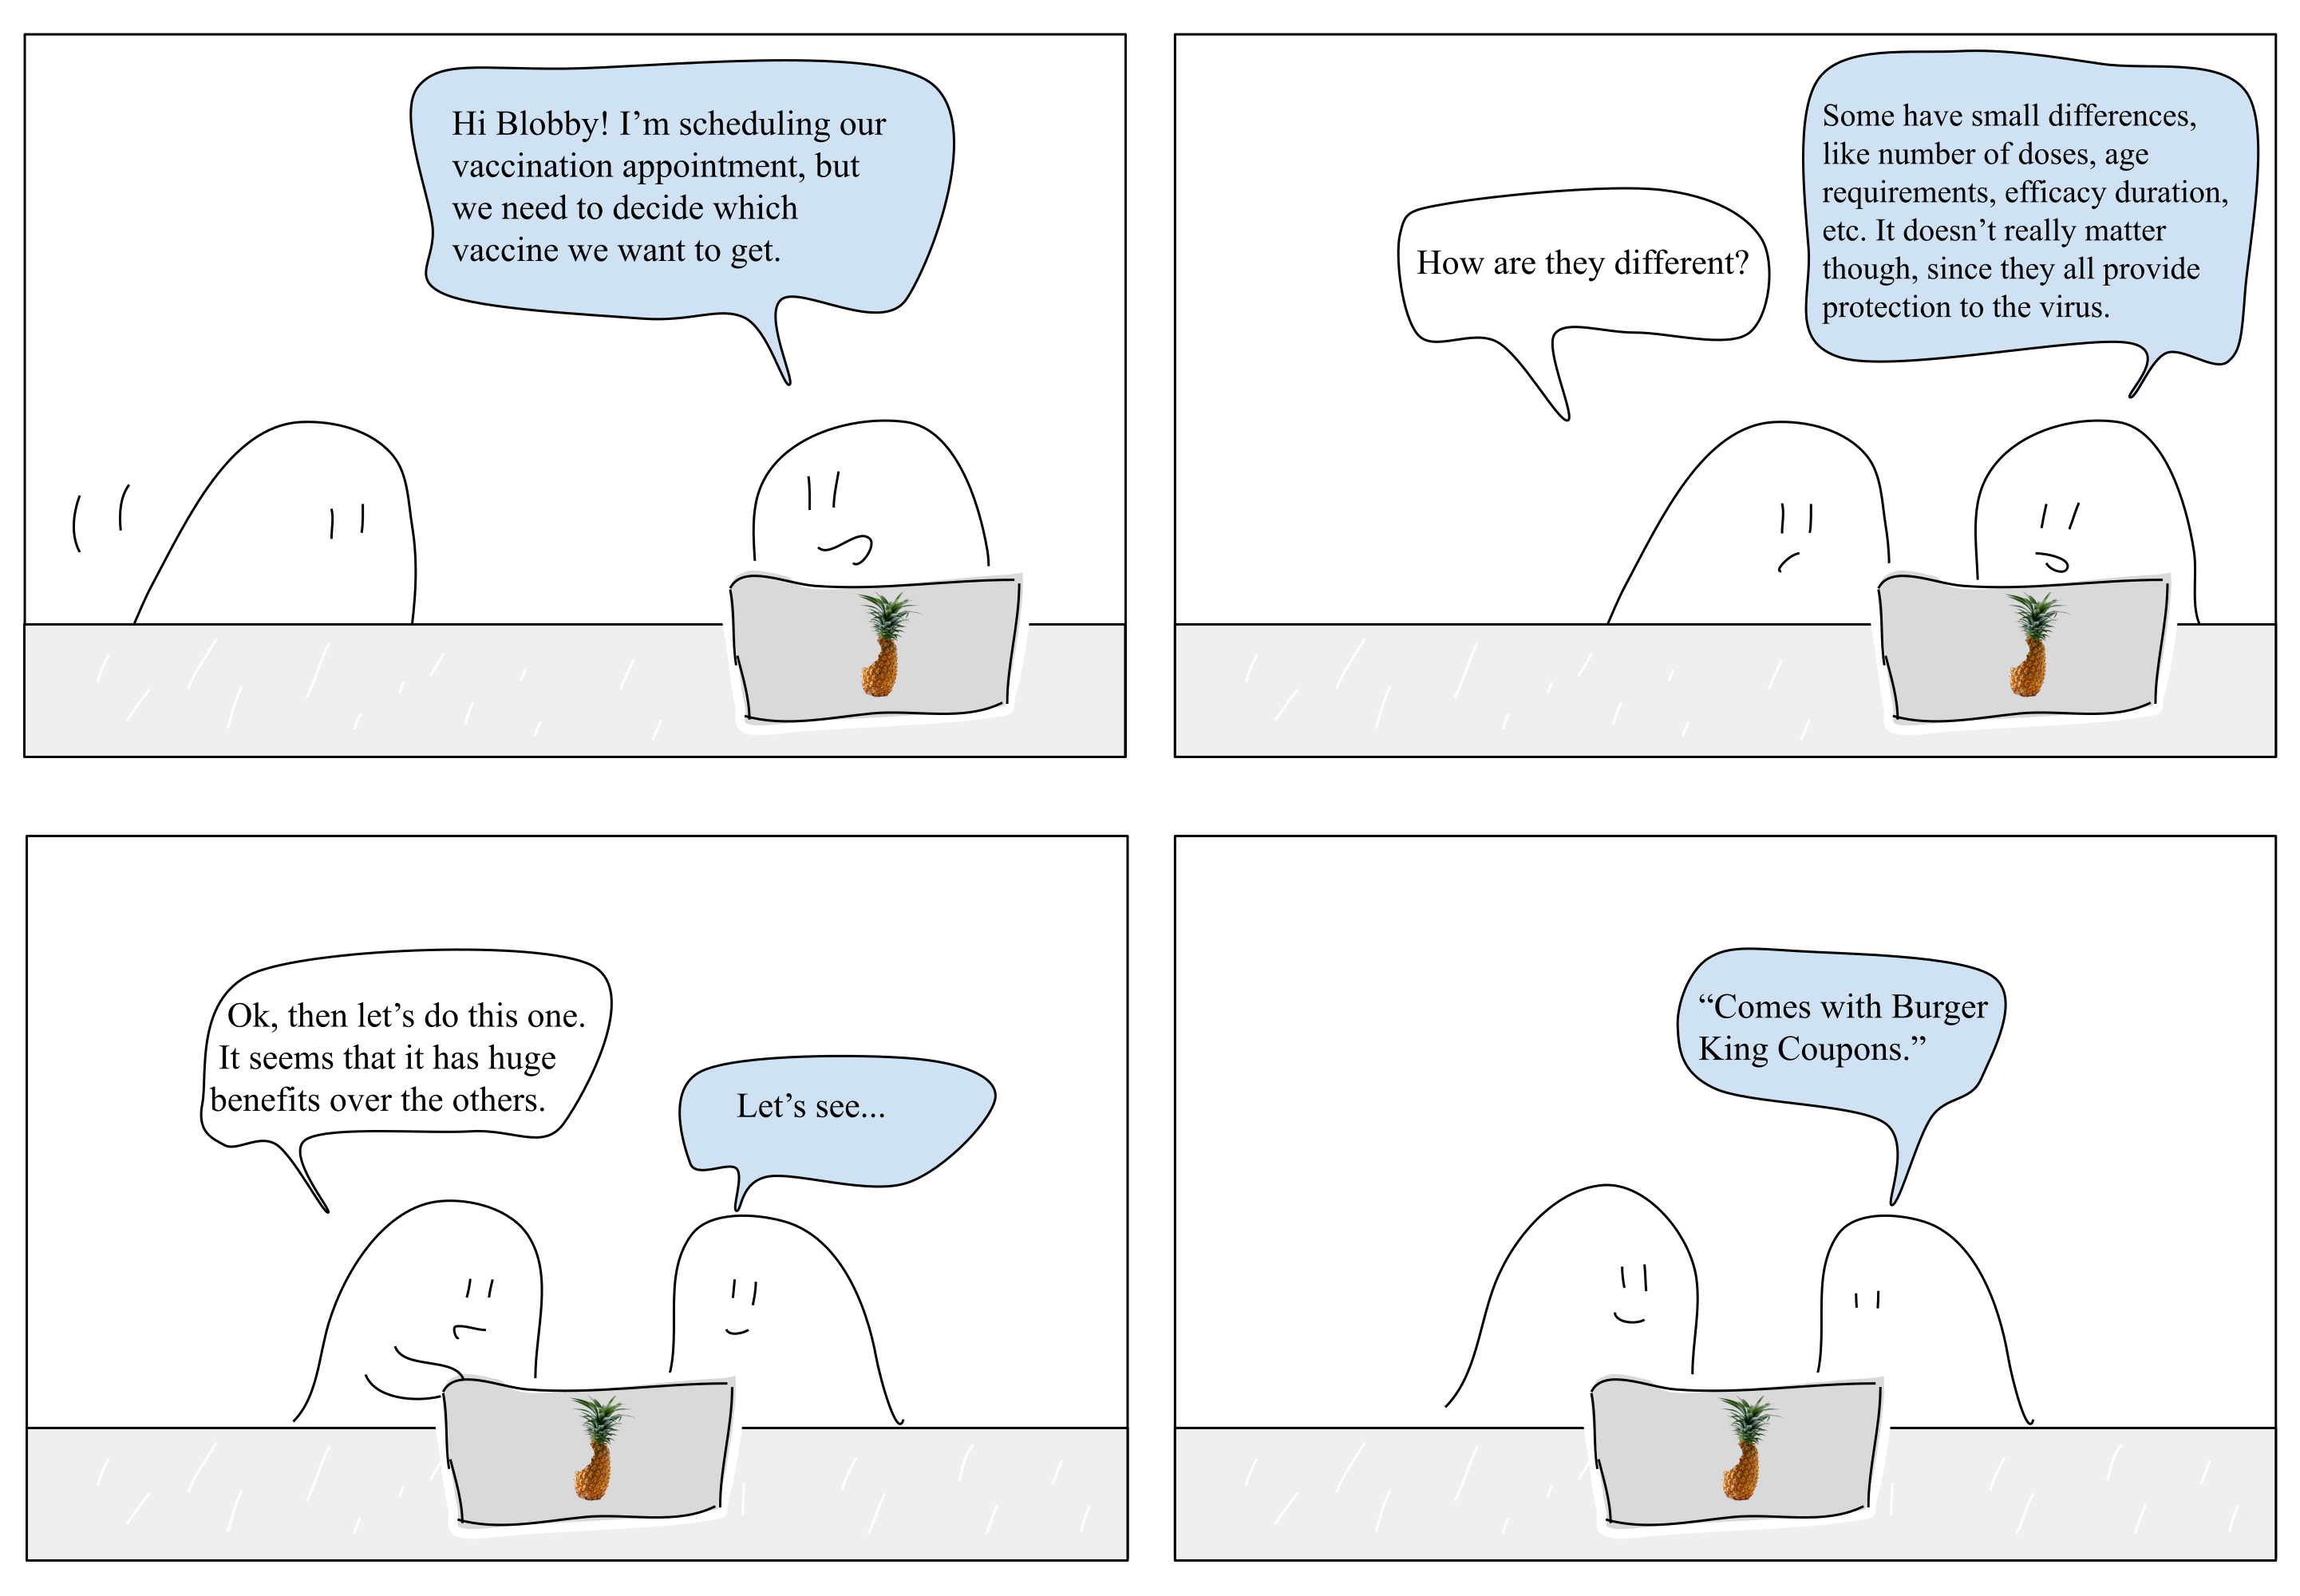 Hi Blobby! I’m scheduling our
vaccination appointment, but
we need to decide which
vaccine we want to get.
How are they different?
Some have small differences,
like number of doses, age
requirements, efficacy duration,
etc. It doesn’t really matter
though, since they all provide
protection to the virus.
Ok, then let’s do this one.
It seems that it has huge
benefits over the others.
Let’s see...
“Comes with Burger
King Coupons.”